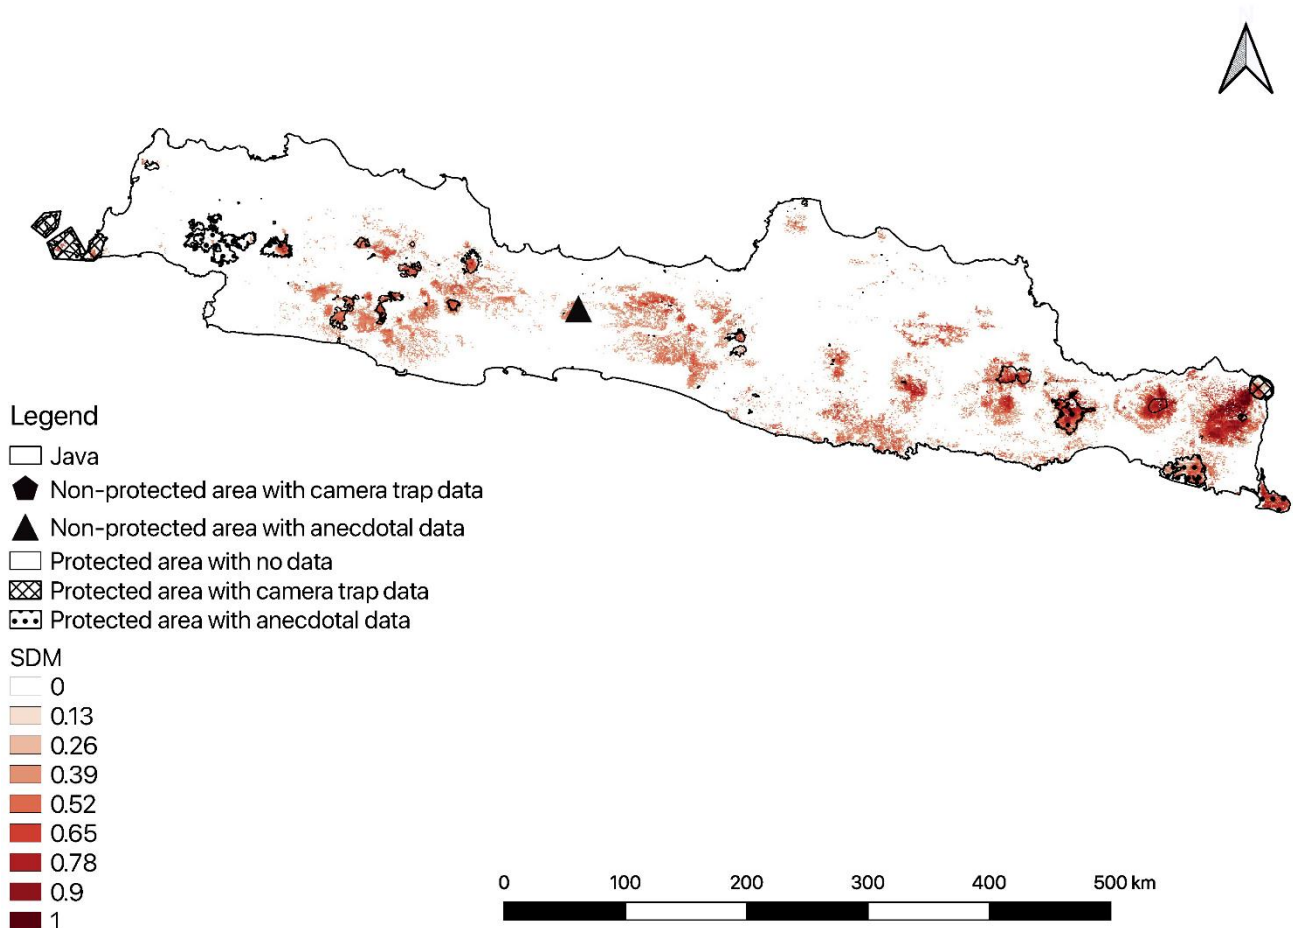 Legend
Java
Non-protected area with camera trap data
Non-protected area with anecdotal data
Protected area with no data
Protected area with camera trap data
Protected area with anecdotal data
SDM
0
0.13
0.26
0.39
0.52
0.65
0.78
0.9
1
0 100 200 300 400 500 km